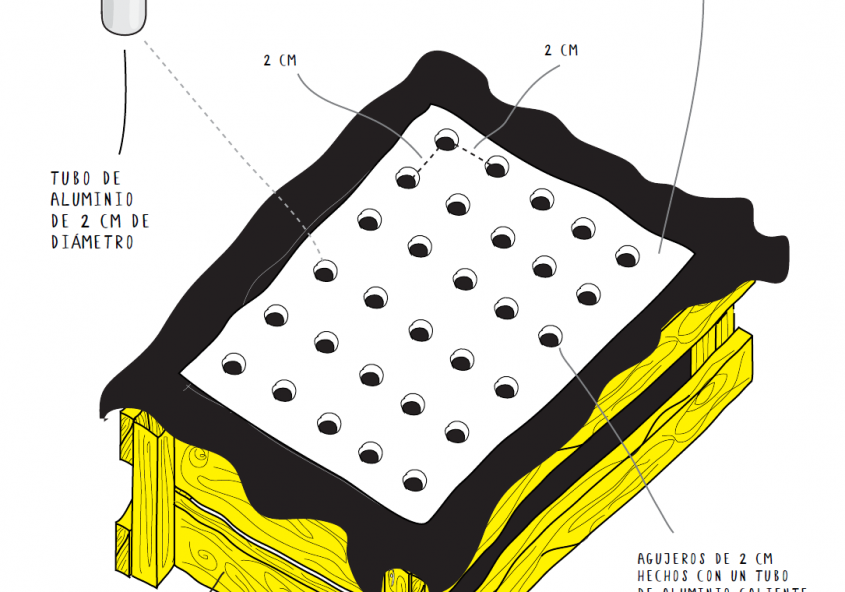 2 CM
2 CM
TUBO DE
ALUMINIO
DE 2 CM DE
DIÁMETRO
AGUJEROS DE 2 CM
HECHOS CON UN TUBO
DE ALUMINIO CALIENTE